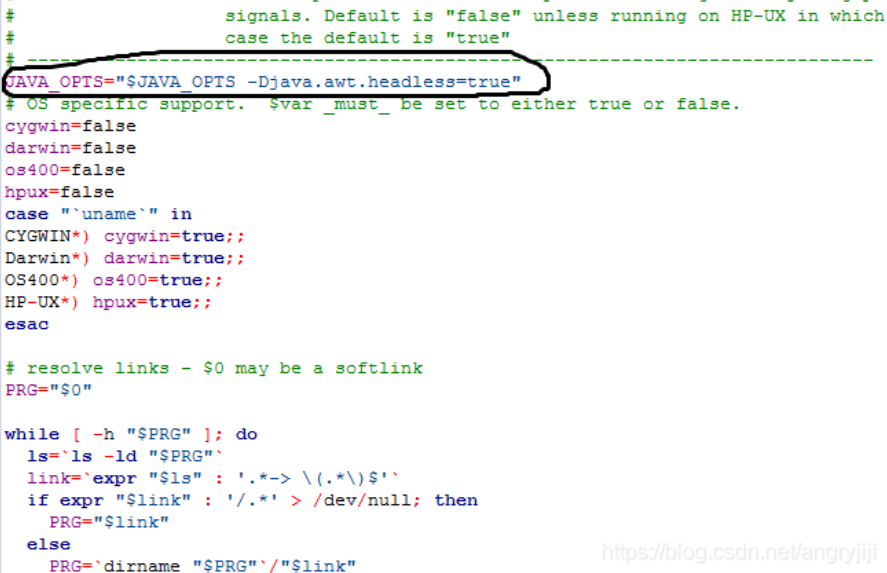 #                   signals. Default is "false" unless running on HP-UX in which
#                   case the default is "true"
# -----------------------------------------------------------------------------
JAVA_OPTS="$JAVA_OPTS -Djava.awt.headless=true"
# OS specific support.  $var _must_ be set to either true or false.
cygwin=false
darwin=false
os400=false
hpux=false
case "`uname`" in
CYGWIN*) cygwin=true;;
Darwin*) darwin=true;;
OS400*) os400=true;;
HP-UX*) hpux=true;;
esac

# resolve links - $0 may be a softlink
PRG="$0"

while [ -h "$PRG" ]; do
  ls=`ls -ld "$PRG"`
  link=`expr "$ls" : '.*-> \(.*\)$'`
  if expr "$link" : '/.*' > /dev/null; then
    PRG="$link"
  else
    PRG=`dirname "$PRG"`/"$link"
https://blog.csdn.net/angryjiji